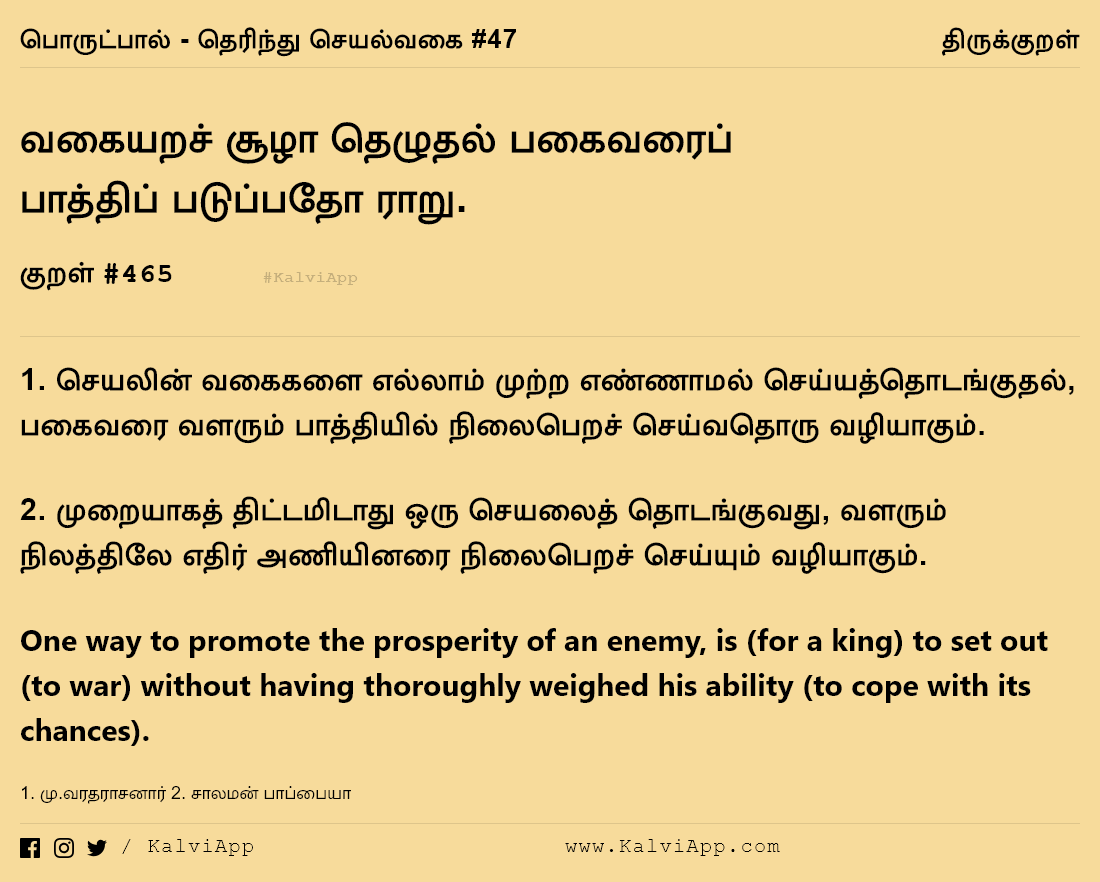 பொருட்பால் - தெரிந்து செயல்வகை #47 திருக்குறள்
வகையறச் சூழா தெழுதல் பகைவரைப்
பாத்திப் படுப்பதோ ராறு.
குறள் #465 #KalviApp
1. செயலின் வகைகளை எல்லாம் முற்ற எண்ணாமல் செய்யத்தொடங்குதல்,
பகைவரை வளரும் பாத்தியில் நிலைபெறச் செய்வதொரு வழியாகும்.
2. முறையாகத் திட்டமிடாது ஒரு செயலைத் தொடங்குவது, வளரும்
நிலத்திலே எதிர் அணியினரை நிலைபெறச் செய்யும் வழியாகும்.
One way to promote the prosperity of an enemy, is (for a king) to set out
(to war) without having thoroughly weighed his ability (to cope with its
chances).
1. மு.வரதராசனார் 2. சாலமன் பாப்பையா
/ KalviApp www.KalviApp.com